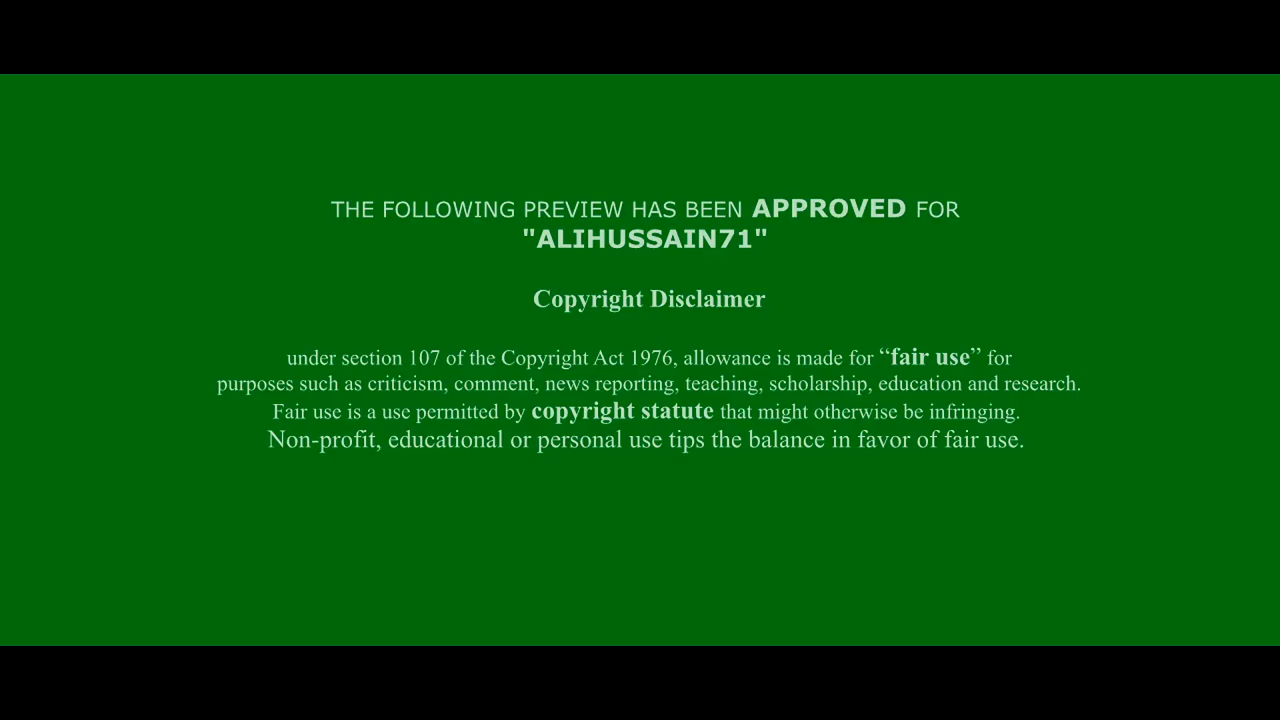 THE FOLLOWING PREVIEW HAS BEEN APPROVED FOR
"ALIHUSSAIN71"
Copyright Disclaimer
under section 107 of the Copyright Act 1976, allowance is made for “fair use” for
purposes such as criticism, comment, news reporting, teaching, scholarship, education and research.
Fair use is a use permitted by copyright statute that might otherwise be infringing.
Non-profit, educational or personal use tips the balance in favor of fair use.